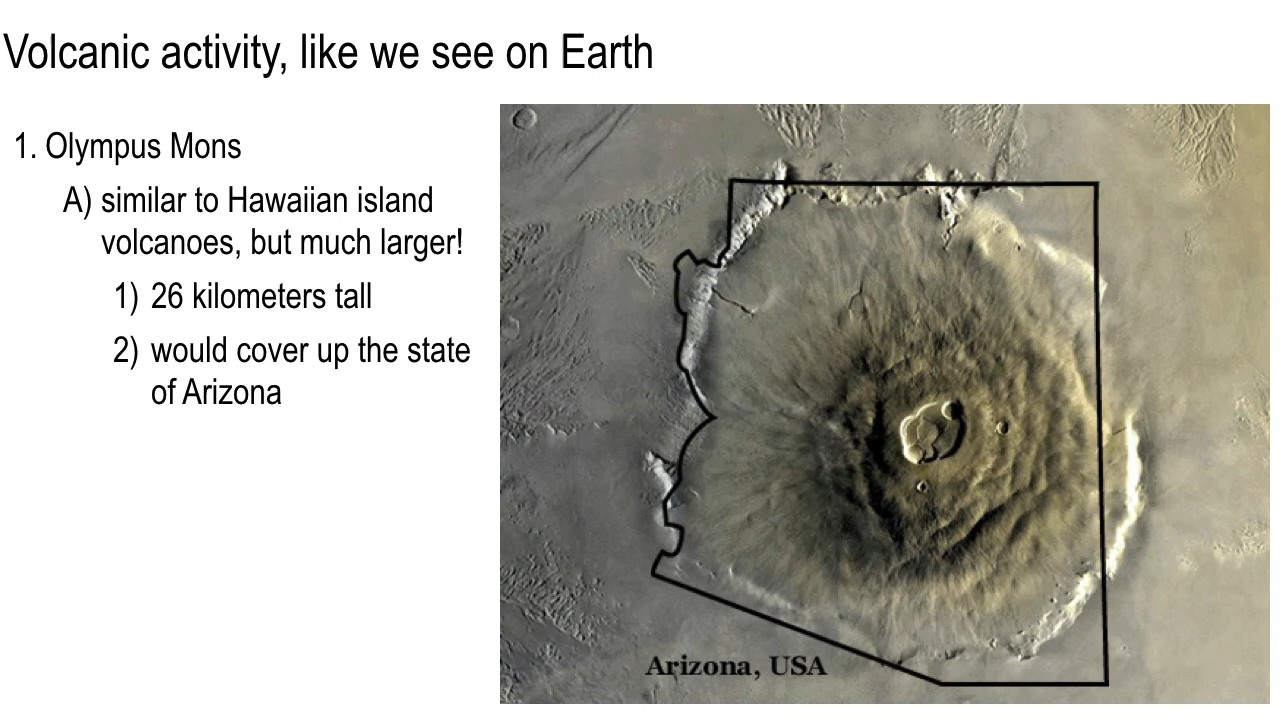 Volcanic activity, like we see on Earth
1. Olympus Mons
A) similar to Hawaiian island
volcanoes, but much larger!
1) 26 kilometers tall
2) would cover up the state
of Arizona
Arizona, USA